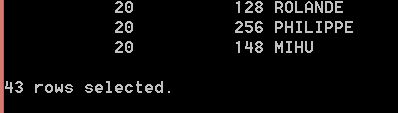 20 128 ROLANDE
20 256 PHILIPPE
20 148 MIHU
43 rows selected.